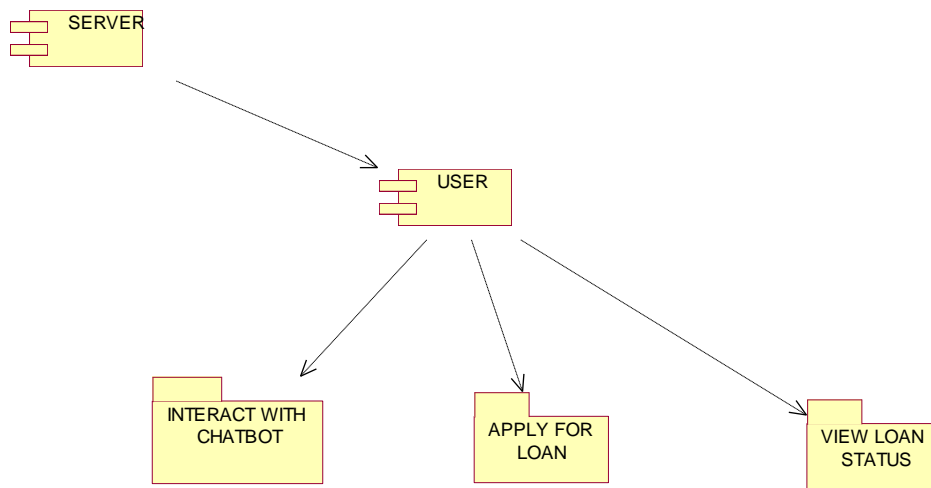 SERVER
USER
INTERACT WITH
CHATBOT
APPLY FOR
LOAN
VIEW LOAN
STATUS